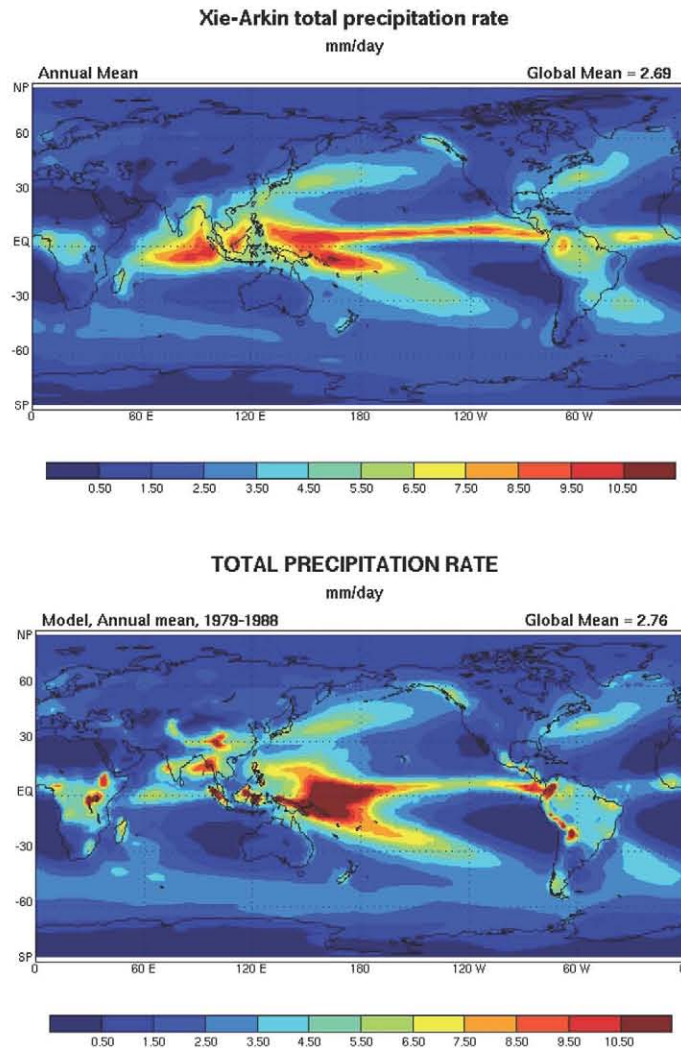 Xie-Arkin total precipitation rate
mm/day
Annual Mean Global Mean = 2.69
NP
60
30
EQ
-30
-60
SP
0 60 E 120 E 180 120 W 60 W
0.50 1.50 2.50 3.50 4.50 5.50 6.50 7.50 8.50 9.50 10.50
TOTAL PRECIPITATION RATE
mm/day
Model, Annual mean, 1979-1988 Global Mean = 2.76
NP
60
30
EQ
-30
-60
SP
0 60 E 120 E 180 120 W 60 W 0
0.50 1.50 2.50 3.50 4.50 5.50 6.50 7.50 8.50 9.50 10.50